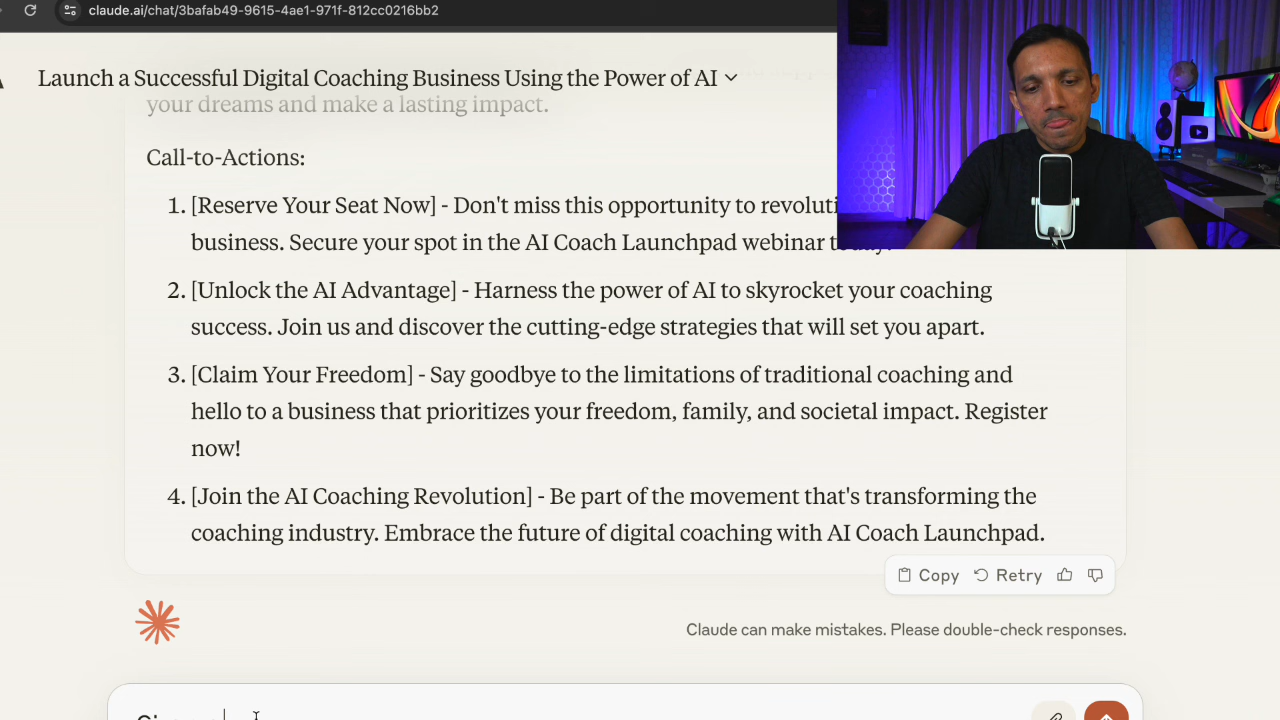 claude.ai/chat/3bafab49-9615-4ae1-971f-812cc0216bb2
Launch a Successful Digital Coaching Business Using the Power of AI
your dreams and make a lasting impact.
Call-to-Actions:
1. [Reserve Your Seat Now] - Don't miss this opportunity to revoluti
business. Secure your spot in the AI Coach Launchpad webinar today.
2. [Unlock the AI Advantage] - Harness the power of AI to skyrocket your coaching
success. Join us and discover the cutting-edge strategies that will set you apart.
3. [Claim Your Freedom] - Say goodbye to the limitations of traditional coaching and
hello to a business that prioritizes your freedom, family, and societal impact. Register
now!
4. [Join the AI Coaching Revolution] - Be part of the movement that's transforming the
coaching industry. Embrace the future of digital coaching with AI Coach Launchpad.
Copy Retry
Claude can make mistakes. Please double-check responses.